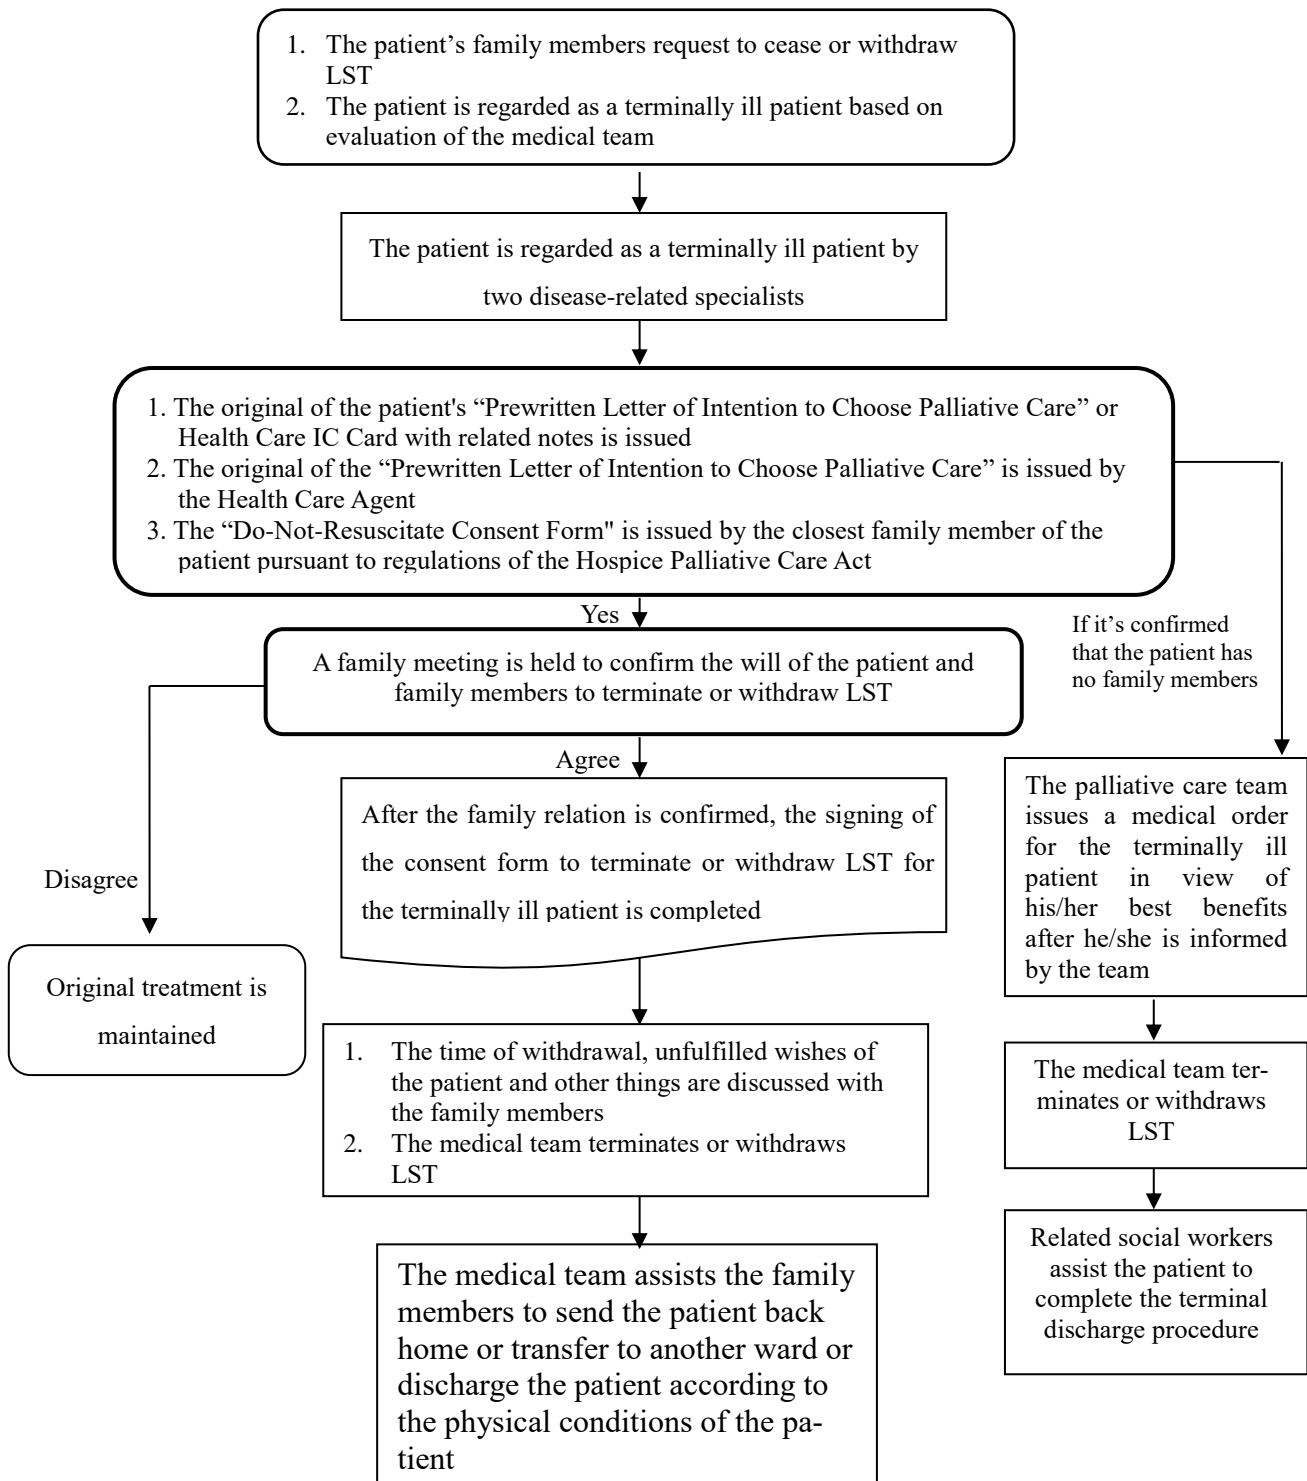 1. The patient’s family members request to cease or withdraw
LST
2. The patient is regarded as a terminally ill patient based on
evaluation of the medical team
The patient is regarded as a terminally ill patient by
two disease-related specialists
1. The original of the patient's “Prewritten Letter of Intention to Choose Palliative Care” or
Health Care IC Card with related notes is issued
2. The original of the “Prewritten Letter of Intention to Choose Palliative Care” is issued by
the Health Care Agent
3. The “Do-Not-Resuscitate Consent Form" is issued by the closest family member of the
patient pursuant to regulations of the Hospice Palliative Care Act
Yes
If it’s confirmed
that the patient has
no family members
A family meeting is held to confirm the will of the patient and
family members to terminate or withdraw LST
Agree
Disagree
After the family relation is confirmed, the signing of
the consent form to terminate or withdraw LST for
the terminally ill patient is completed
The palliative care team
issues a medical order
for the terminally ill
patient in view of
his/her best benefits
after he/she is informed
by the team
Original treatment is
maintained
1. The time of withdrawal, unfulfilled wishes of
the patient and other things are discussed with
the family members
2. The medical team terminates or withdraws
LST
The medical team ter-
minates or withdraws
LST
The medical team assists the family
members to send the patient back
home or transfer to another ward or
discharge the patient according to
the physical conditions of the pa-
tient
Related social workers
assist the patient to
complete the terminal
discharge procedure